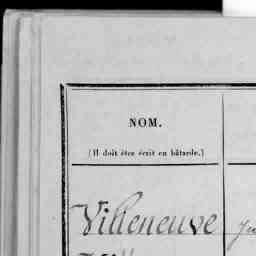 NOM.
(Il doit être écrit en bâtarde.)
Villeneuve